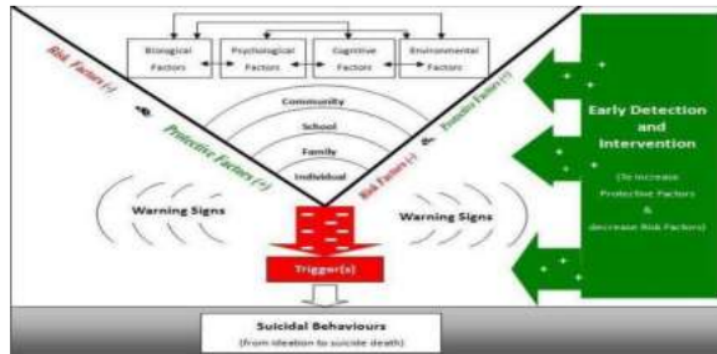 Biological
Factors
Psychological
Factors
Cognitive
Factors
Environmental
Factors
Risk Factors (-)
&
Protective Factors (+)
Protective Factors (+)
&
Risk Factors (-)
Community
School
Family
Individual
Warning Signs
Warning Signs
Trigger(s)
Suicidal Behaviours
(from ideation to suicide death)
Early Detection
and
Intervention
(To increase
Protective Factors
&
decrease Risk Factors)